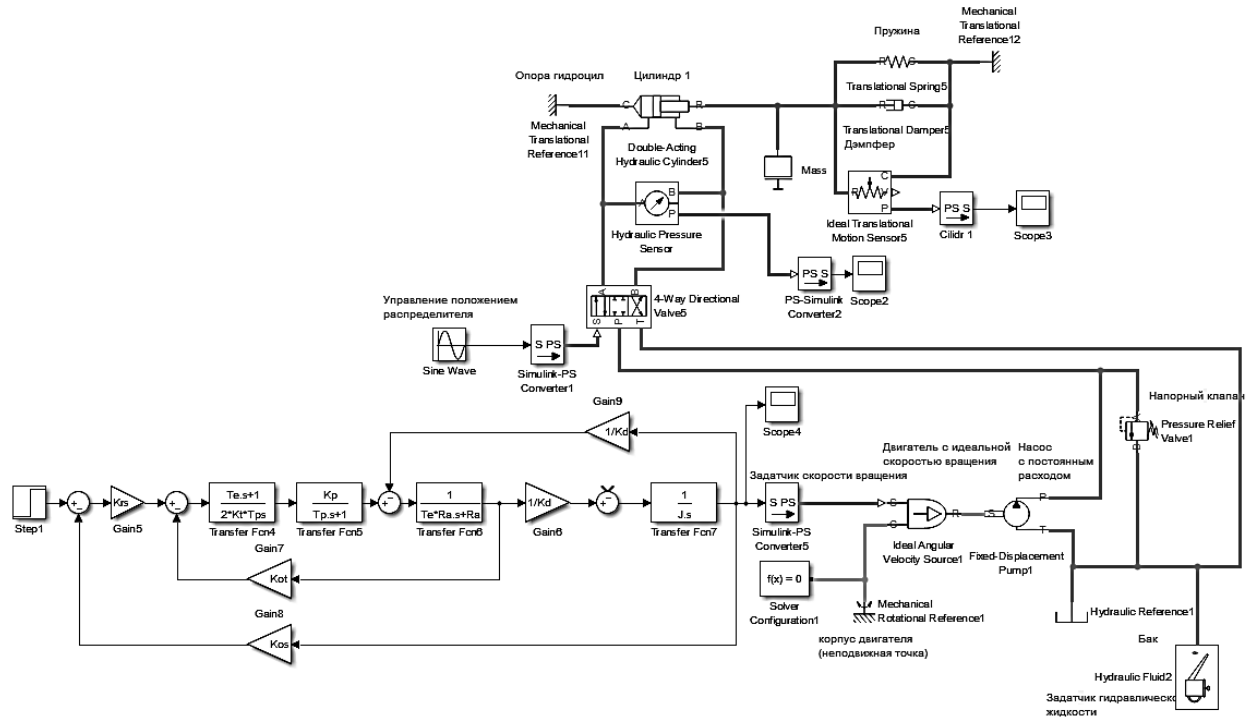 Mechanical
Translational
Reference12
Пружина
R
C
Translational Spring5
R
C
Translational Damper5
Дэмпфер
Опора гидроцил
Цилиндр 1
C
R
A
B
Mechanical
Translational
Reference11
Double-Acting
Hydraulic Cylinder5
Mass
C
R
V
P
Ideal Translational
Motion Sensor5
PS S
Cilidr 1
Scope3
A
B
P
Hydraulic Pressure
Sensor
PS S
PS-Simulink
Converter2
Scope2
A
B
S
P
T
4-Way Directional
Valve5
Управление положением
распределителя
Sine Wave
S PS
Simulink-PS
Converter1
Напорный клапан
A
B
Pressure Relief
Valve1
Gain9
1/Kd
Scope4
Step1
Krs
Gain5
Te.s+1
2*Kt*Tps
Transfer Fcn4
Kp
Tp.s+1
Transfer Fcn5
1
Te*Ra.s+Ra
Transfer Fcn6
1/Kd
Gain6
1
J.s
Transfer Fcn7
Задатчик скорости вращения
S PS
Simulink-PS
Converter5
Двигатель с идеальной
скоростью вращения
S
C
R
Ideal Angular
Velocity Source1
Насос
с постоянным
расходом
S
P
T
Fixed-Displacement
Pump1
Gain7
Kot
Gain8
Kos
f(x) = 0
Solver
Configuration1
Mechanical
Rotational Reference1
корпус двигателя
(неподвижная точка)
Hydraulic Reference1
Бак
Hydraulic Fluid2
Задатчик гидравлическо
жидкости